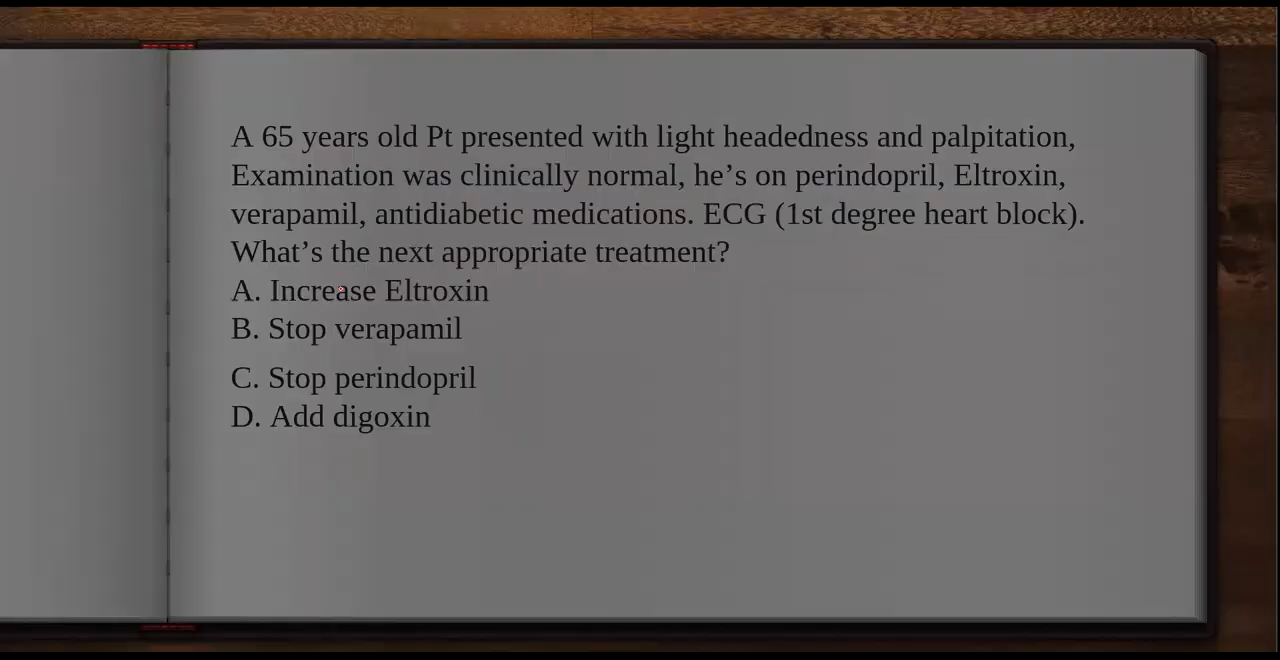 A 65 years old Pt presented with light headedness and palpitation,
Examination was clinically normal, he’s on perindopril, Eltroxin,
verapamil, antidiabetic medications. ECG (1st degree heart block).
What’s the next appropriate treatment?
A. Increase Eltroxin
B. Stop verapamil
C. Stop perindopril
D. Add digoxin